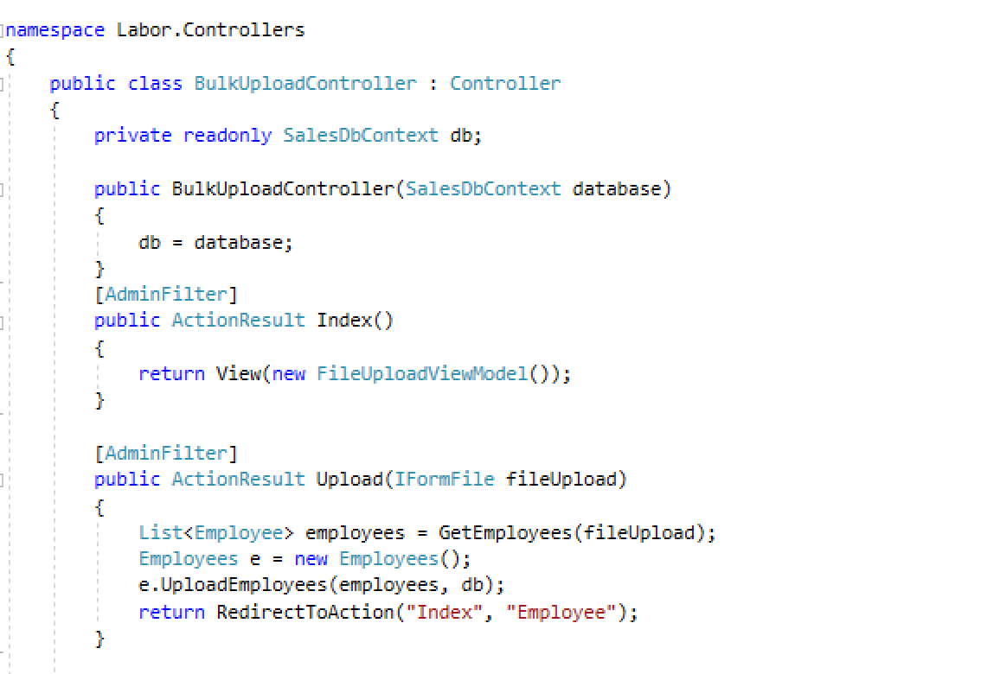 namespace Labor.Controllers
{
    public class BulkUploadController : Controller
    {
        private readonly SalesDbContext db;

        public BulkUploadController(SalesDbContext database)
        {
            db = database;
        }
        [AdminFilter]
        public ActionResult Index()
        {
            return View(new FileUploadViewModel());
        }

        [AdminFilter]
        public ActionResult Upload(IFormFile fileUpload)
        {
            List<Employee> employees = GetEmployees(fileUpload);
            Employees e = new Employees();
            e.UploadEmployees(employees, db);
            return RedirectToAction("Index", "Employee");
        }